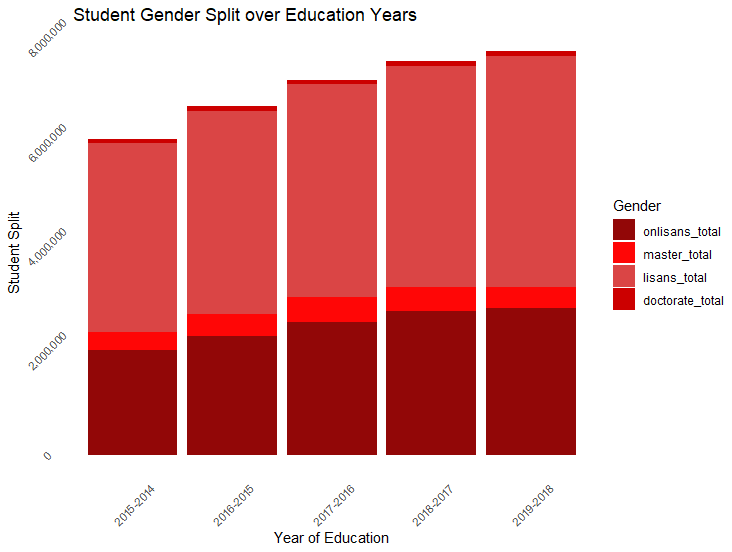 Student Gender Split over Education Years
8,000,000
6,000,000
4,000,000
2,000,000
0
Student Split
2015-2014
2016-2015
2017-2016
2018-2017
2019-2018
Year of Education
Gender
onlisans_total
master_total
lisans_total
doctorate_total